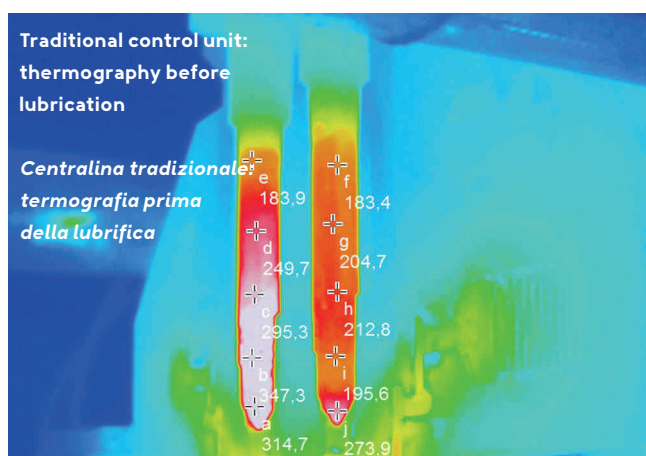 Traditional control unit:
thermography before
lubrication
Centralina tradizionale:
termografia prima
della lubrifica
e
183,9
f
183,4
d
249,7
g
204,7
c
295,3
h
212,8
b
347,3
i
195,6
a
314,7
j
273,9